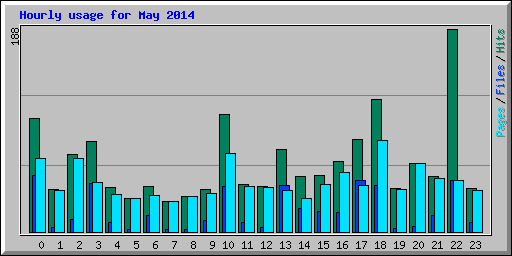 Hourly usage for May 2014
188
Pages / Files / Hits
0 1 2 3 4 5 6 7 8 9 10 11 12 13 14 15 16 17 18 19 20 21 22 23